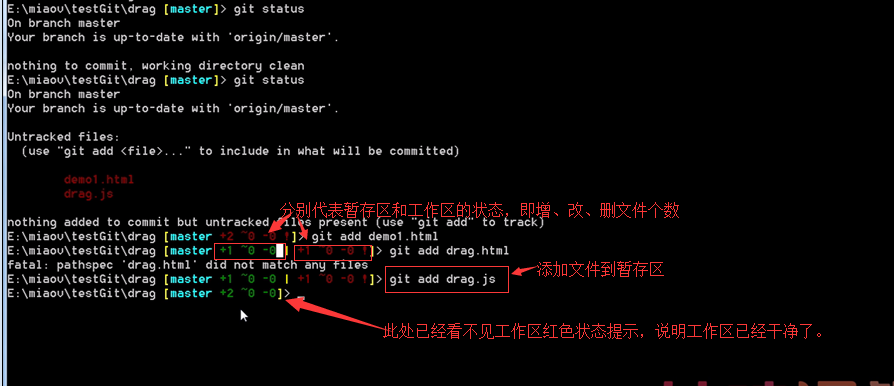 E:\miaov\testGit\drag [master]> git status
On branch master
Your branch is up-to-date with 'origin/master'.
nothing to commit, working directory clean
E:\miaov\testGit\drag [master]> git status
On branch master
Your branch is up-to-date with 'origin/master'.
Untracked files:
(use "git add <file>..." to include in what will be committed)
demo1.html
drag.js
分别代表暂存区和工作区的状态，即增、改、删文件个数
nothing added to commit but untracked files present (use "git add" to track)
E:\miaov\testGit\drag [master +2 ~0 -0 !]> git add demo1.html
E:\miaov\testGit\drag [master +1 ~0 -0 | +1 ~0 -0 !]> git add drag.html
fatal: pathspec 'drag.html' did not match any files
添加文件到暂存区
E:\miaov\testGit\drag [master +1 ~0 -0 | +1 ~0 -0 !]> git add drag.js
E:\miaov\testGit\drag [master +2 ~0 -0]> _
此处已经看不见工作区红色状态提示，说明工作区已经干净了。